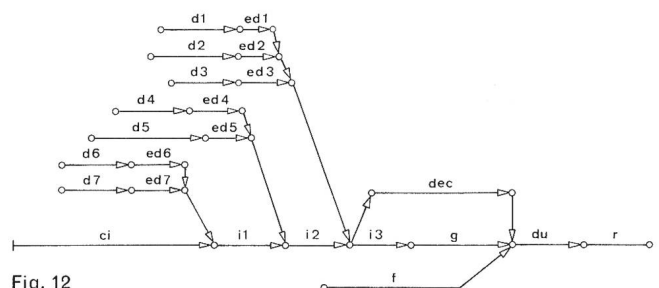 d1 ed1
d2 ed2
d3 ed3
d4 ed4
d5 ed5
d6 ed6
d7 ed7
dec
ci i1 i2 i3 g du r
f
Fig. 12